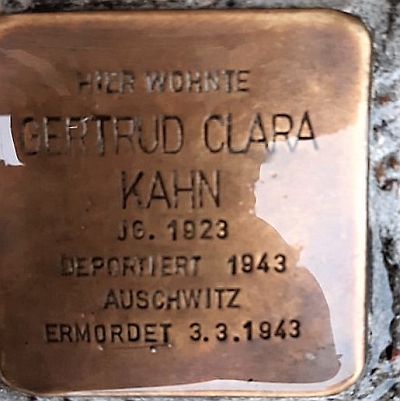 HIER WOHNTE
GERTRUD CLARA
KAHN
JG. 1923
DEPORTIERT 1943
AUSCHWITZ
ERMORDET 3.3.1943